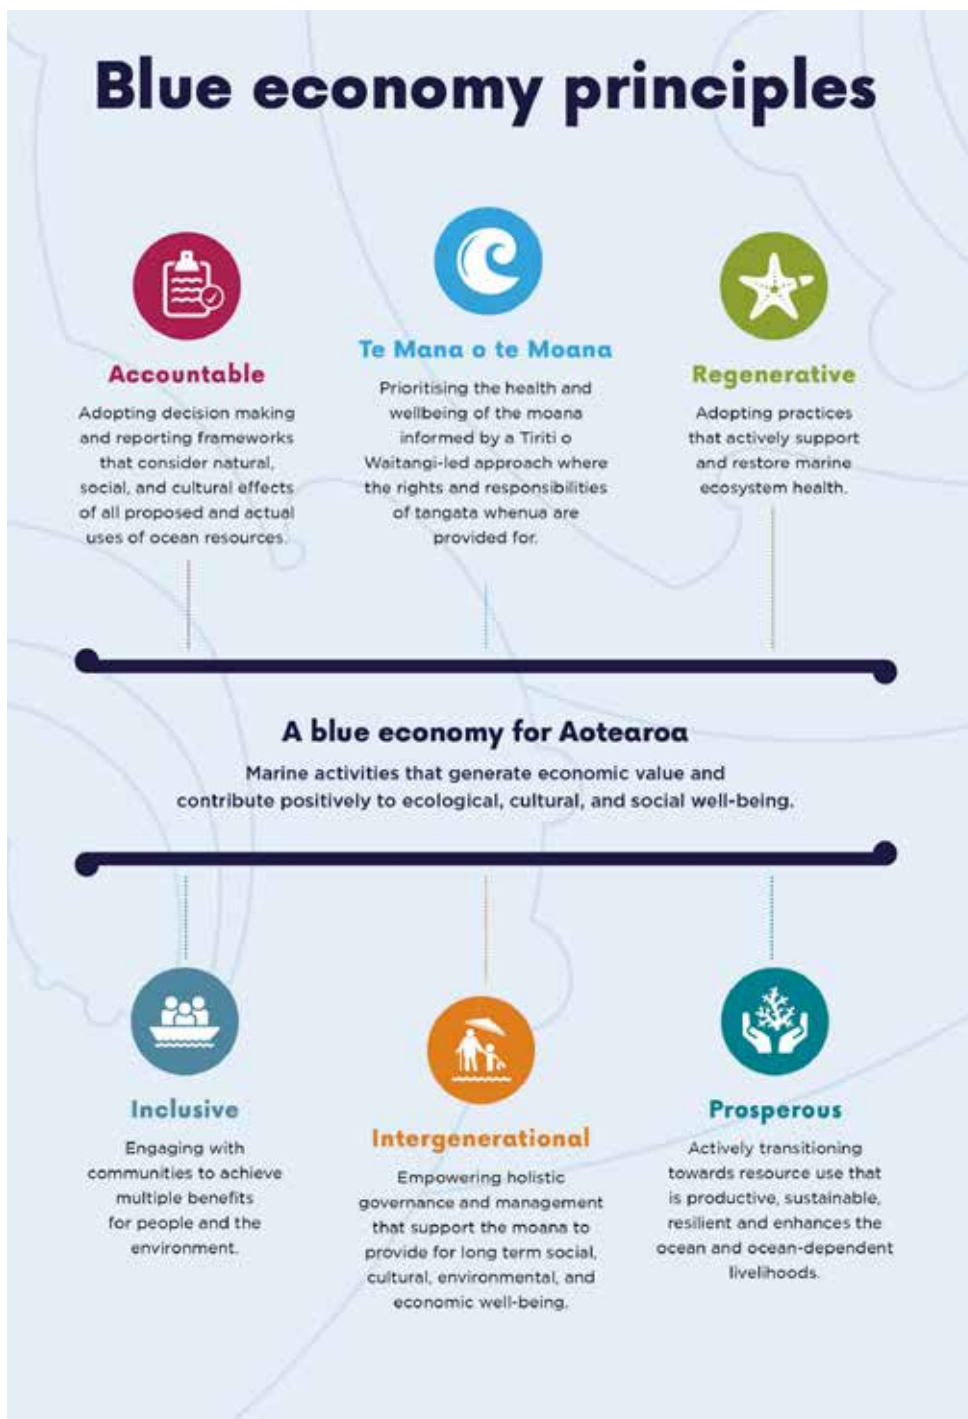 Blue economy principles
Accountable
Adopting decision making
and reporting frameworks
that consider natural,
social, and cultural effects
of all proposed and actual
uses of ocean resources.
Te Mana o te Moana
Prioritising the health and
wellbeing of the moana
informed by a Tiriti o
Waitangi-led approach where
the rights and responsibilities
of tangata whenua are
provided for.
Regenerative
Adopting practices
that actively support
and restore marine
ecosystem health.
A blue economy for Aotearoa
Marine activities that generate economic value and
contribute positively to ecological, cultural, and social well-being.
Inclusive
Engaging with
communities to achieve
multiple benefits
for people and the
environment.
Intergenerational
Empowering holistic
governance and management
that support the moana to
provide for long term social,
cultural, environmental, and
economic well-being.
Prosperous
Actively transitioning
towards resource use that
is productive, sustainable,
resilient and enhances the
ocean and ocean-dependent
livelihoods.